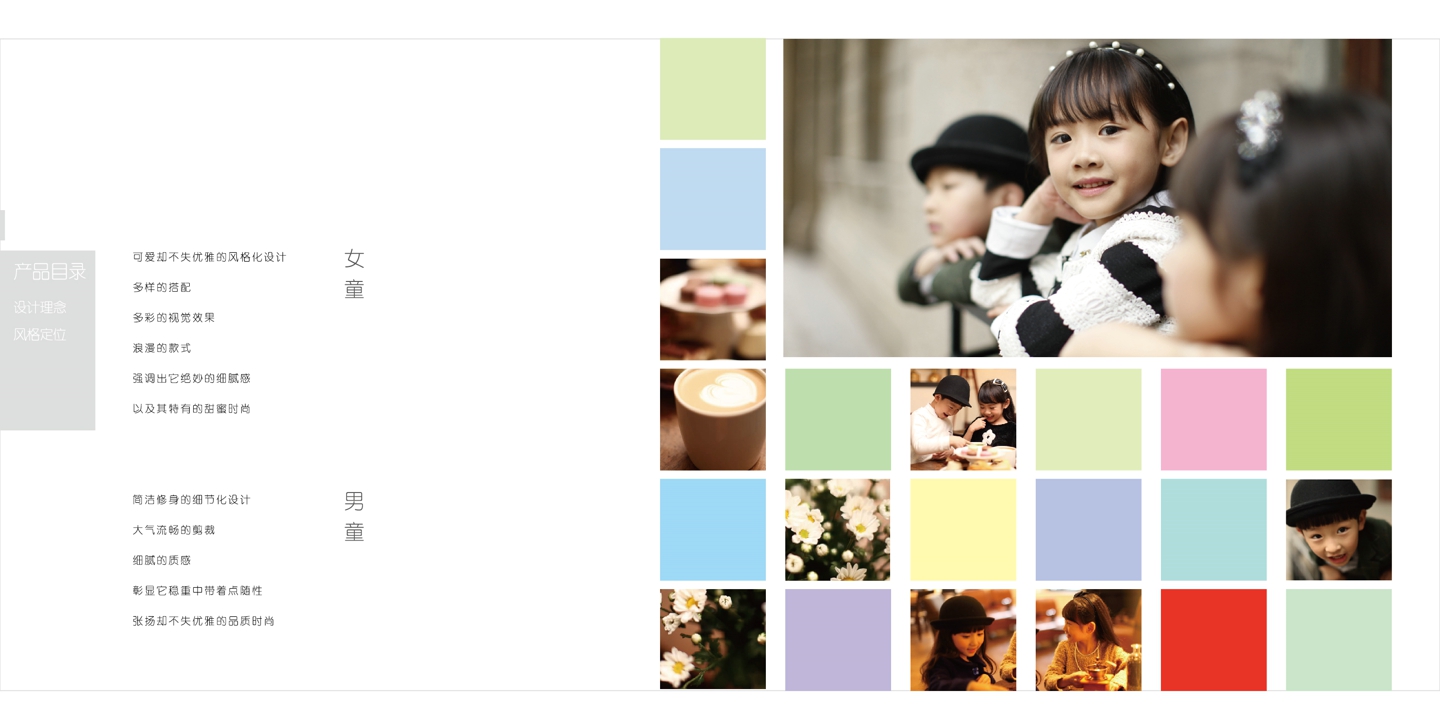 产品目录
设计理念
风格定位
女童
可爱却不失优雅的风格化设计
多样的搭配
多彩的视觉效果
浪漫的款式
强调出它绝妙的细腻感
以及其特有的甜蜜时尚
男童
简洁修身的细节化设计
大气流畅的剪裁
细腻的质感
彰显它稳重中带着点随性
张扬却不失优雅的品质时尚